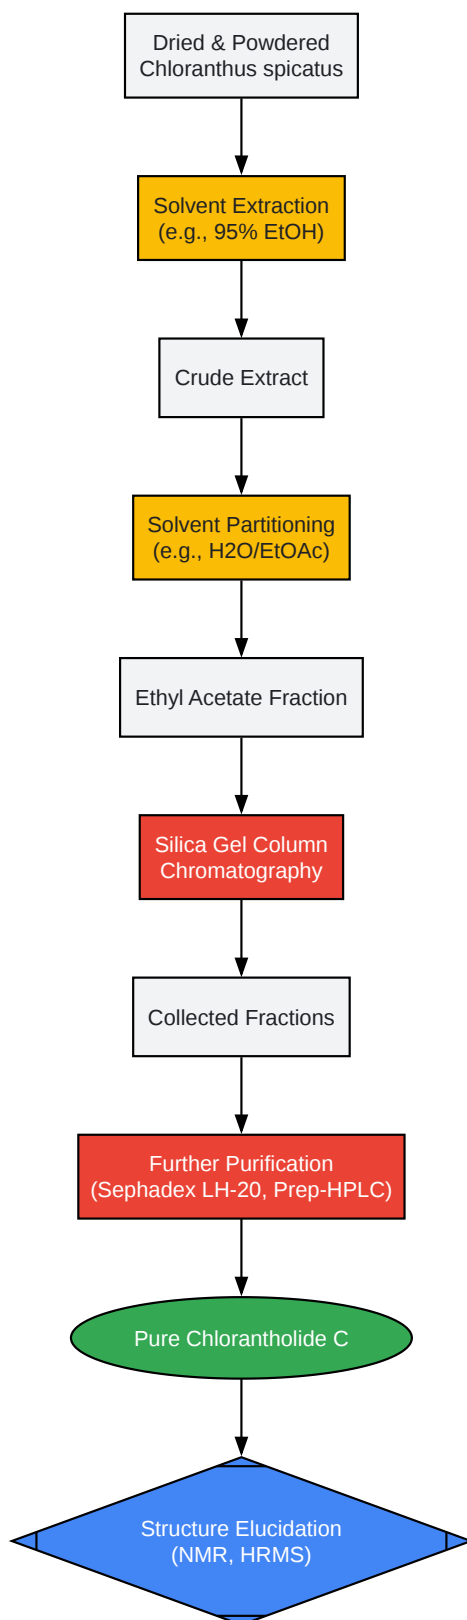 Dried & Powdered
Chloranthus spicatus
Solvent Extraction
(e.g., 95% EtOH)
Crude Extract
Solvent Partitioning
(e.g., H2O/EtOAc)
Ethyl Acetate Fraction
Silica Gel Column
Chromatography
Collected Fractions
Further Purification
(Sephadex LH-20, Prep-HPLC)
Pure Chlorantholide C
Structure Elucidation
(NMR, HRMS)